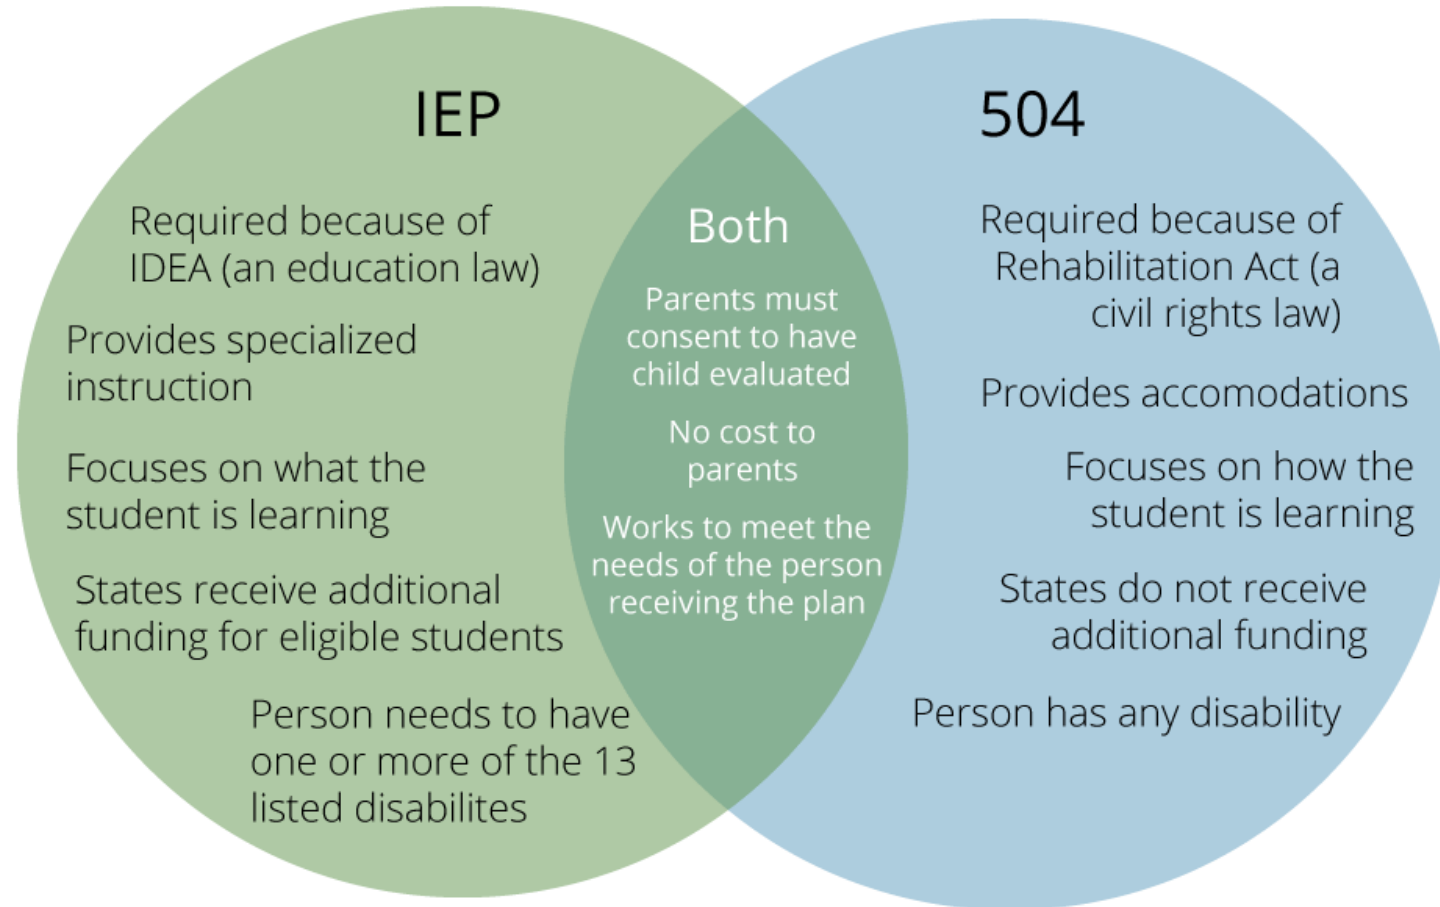 IEP
Required because of
IDEA (an education law)
Provides specialized
instruction
Focuses on what the
student is learning
States receive additional
funding for eligible students
Person needs to have
one or more of the 13
listed disabilites
Both
Parents must
consent to have
child evaluated
No cost to
parents
Works to meet the
needs of the person
receiving the plan
504
Required because of
Rehabilitation Act (a
civil rights law)
Provides accomodations
Focuses on how the
student is learning
States do not receive
additional funding
Person has any disability